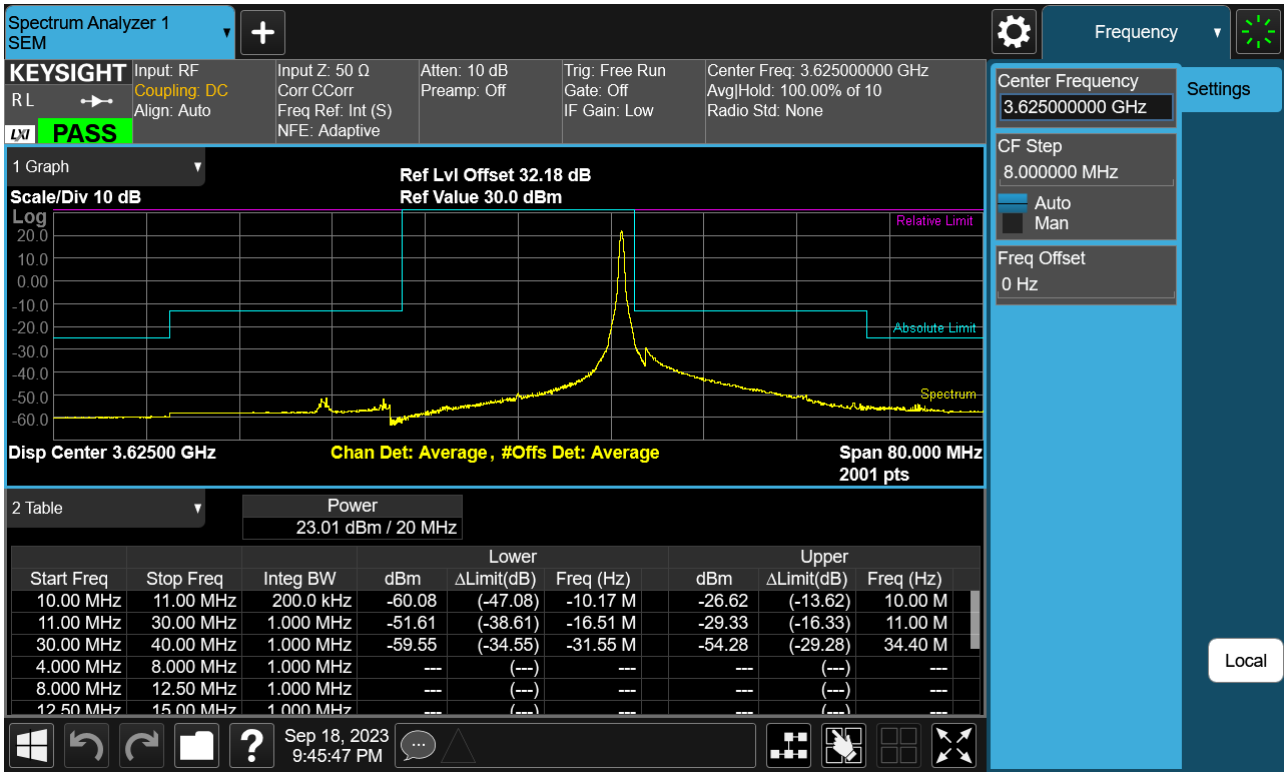 Spectrum Analyzer 1
SEM
Frequency
KEYSIGHT
R L
LXI
PASS
Input: RF
Coupling: DC
Align: Auto
Input Z: 50 Ω
Corr CCorr
Freq Ref: Int (S)
NFE: Adaptive
Atten: 10 dB
Preamp: Off
Trig: Free Run
Gate: Off
IF Gain: Low
Center Freq: 3.625000000 GHz
Avg|Hold: 100.00% of 10
Radio Std: None
Center Frequency
3.625000000 GHz
Settings
CF Step
8.000000 MHz
Auto
Man
Freq Offset
0 Hz
1 Graph
Ref Lvl Offset 32.18 dB
Scale/Div 10 dB
Ref Value 30.0 dBm
Log
Relative Limit
20.0
10.0
0.00
-10.0
-20.0
Absolute Limit
-30.0
-40.0
-50.0
Spectrum
-60.0
Disp Center 3.62500 GHz
Chan Det: Average , #Offs Det: Average
Span 80.000 MHz
2001 pts
2 Table
Power
23.01 dBm / 20 MHz
Lower Upper
Start Freq Stop Freq Integ BW dBm ΔLimit(dB) Freq (Hz) dBm ΔLimit(dB) Freq (Hz)
10.00 MHz 11.00 MHz 200.0 kHz -60.08 (-47.08) -10.17 M -26.62 (-13.62) 10.00 M
11.00 MHz 30.00 MHz 1.000 MHz -51.61 (-38.61) -16.51 M -29.33 (-16.33) 11.00 M
30.00 MHz 40.00 MHz 1.000 MHz -59.55 (-34.55) -31.55 M -54.28 (-29.28) 34.40 M
4.000 MHz 8.000 MHz 1.000 MHz --- (---) --- --- (---) ---
8.000 MHz 12.50 MHz 1.000 MHz --- (---) --- --- (---) ---
12.50 MHz 15.00 MHz 1.000 MHz --- (---) --- --- (---) ---
Local
?
Sep 18, 2023
9:45:47 PM